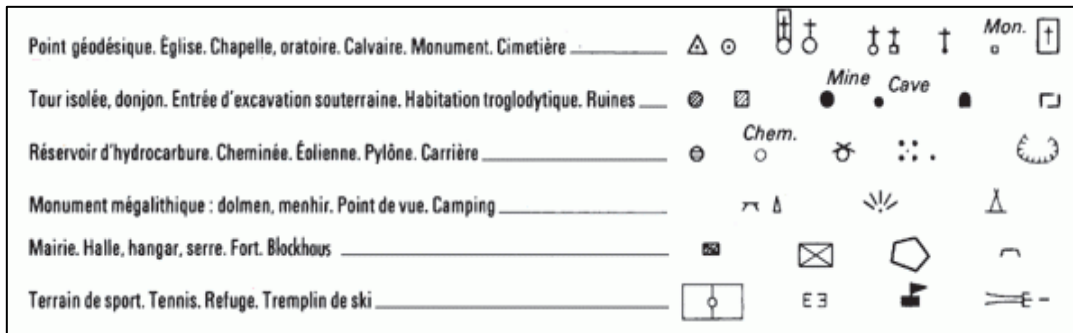 Point géodésique. Église. Chapelle, oratoire. Calvaire. Monument. Cimetière Mon.
Tour isolée, donjon. Entrée d'excavation souterraine. Habitation troglodytique. Ruines Mine Cave
Réservoir d'hydrocarbure. Cheminée. Éolienne. Pylône. Carrière Chem.
Monument mégalithique : dolmen, menhir. Point de vue. Camping
Mairie. Halle, hangar, serre. Fort. Blockhous
Terrain de sport. Tennis. Refuge. Tremplin de ski